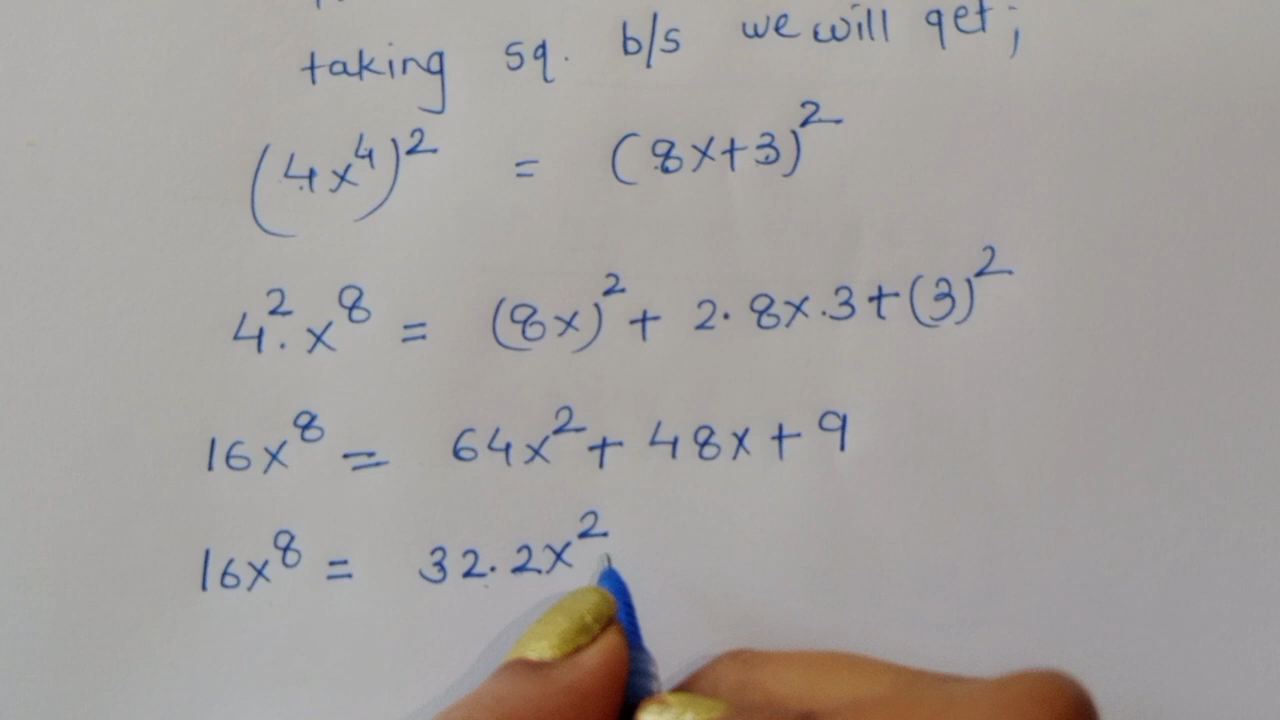 taking sq. b/s we will get;
(4x⁴)² = (8x+3)²
4².x⁸ = (8x)² + 2.8x.3+(3)²
16x⁸ = 64x² + 48x + 9
16x⁸ = 32.2x²